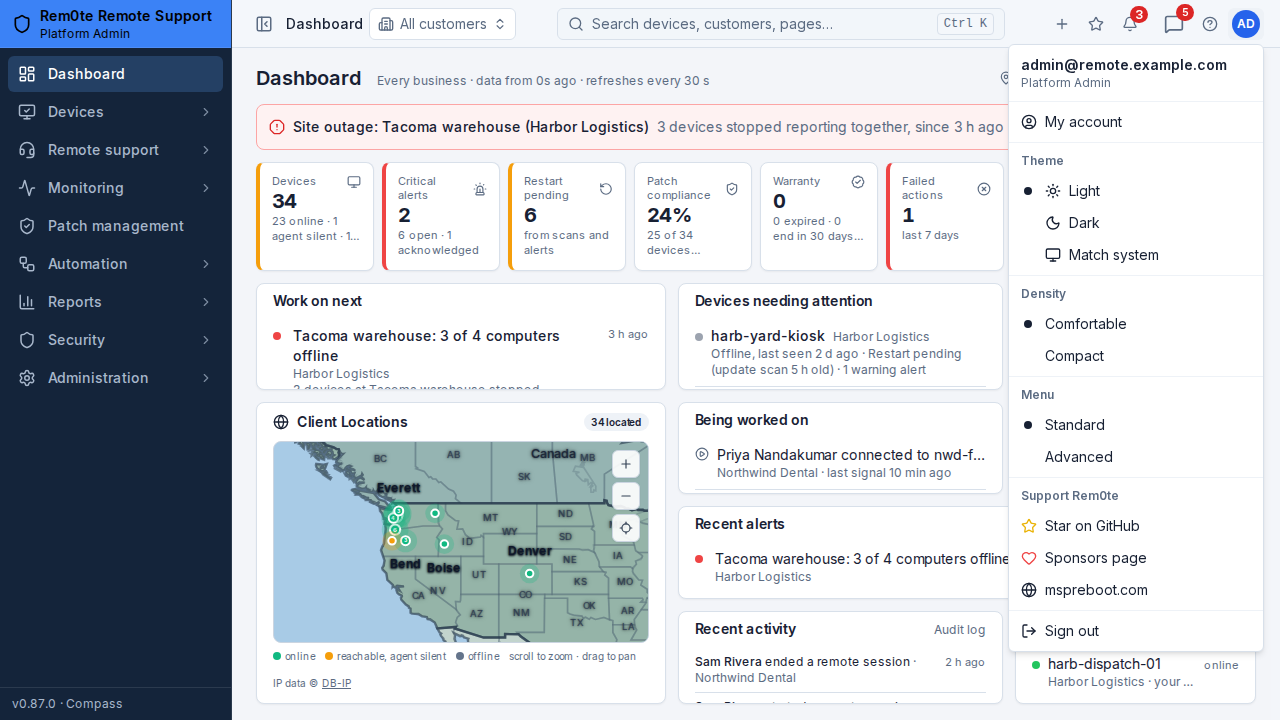 Rem0te Remote Support
Platform Admin
Dashboard
Devices
Remote support
Monitoring
Patch management
Automation
Reports
Security
Administration
v0.87.0 · Compass
Dashboard
All customers
Search devices, customers, pages…
Ctrl K
3
5
AD
Dashboard
Every business · data from 0s ago · refreshes every 30 s
Site outage: Tacoma warehouse (Harbor Logistics) 3 devices stopped reporting together, since 3 h ago
Devices
34
23 online · 1
agent silent · 1…
Critical
alerts
2
6 open · 1
acknowledged
Restart
pending
6
from scans and
alerts
Patch
compliance
24%
25 of 34
devices…
Warranty
0
0 expired · 0
end in 30 days…
Failed
actions
1
last 7 days
Work on next
Tacoma warehouse: 3 of 4 computers
offline
3 h ago
Harbor Logistics
3 devices at Tacoma warehouse stopped
Devices needing attention
harb-yard-kiosk Harbor Logistics
Offline, last seen 2 d ago · Restart pending
(update scan 5 h old) · 1 warning alert
Client Locations
34 located
BC
AB
Canada
MB
SK
Everett
MT
ND
ID
WY
SD
Bend
Boise
Denver
NE
IA
UT
CA
NV
CO
KS
MO
AZ
NM
OK
AR
TX
LA
+
−
online
reachable, agent silent
offline
scroll to zoom · drag to pan
IP data © DB-IP
Being worked on
Priya Nandakumar connected to nwd-f…
Northwind Dental · last signal 10 min ago
Recent alerts
Tacoma warehouse: 3 of 4 computers offline
Harbor Logistics
Recent activity
Audit log
Sam Rivera ended a remote session ·
Northwind Dental
2 h ago
admin@remote.example.com
Platform Admin
My account
Theme
Light
Dark
Match system
Density
Comfortable
Compact
Menu
Standard
Advanced
Support Rem0te
Star on GitHub
Sponsors page
mspreboot.com
Sign out
harb-dispatch-01
online
Harbor Logistics · your …